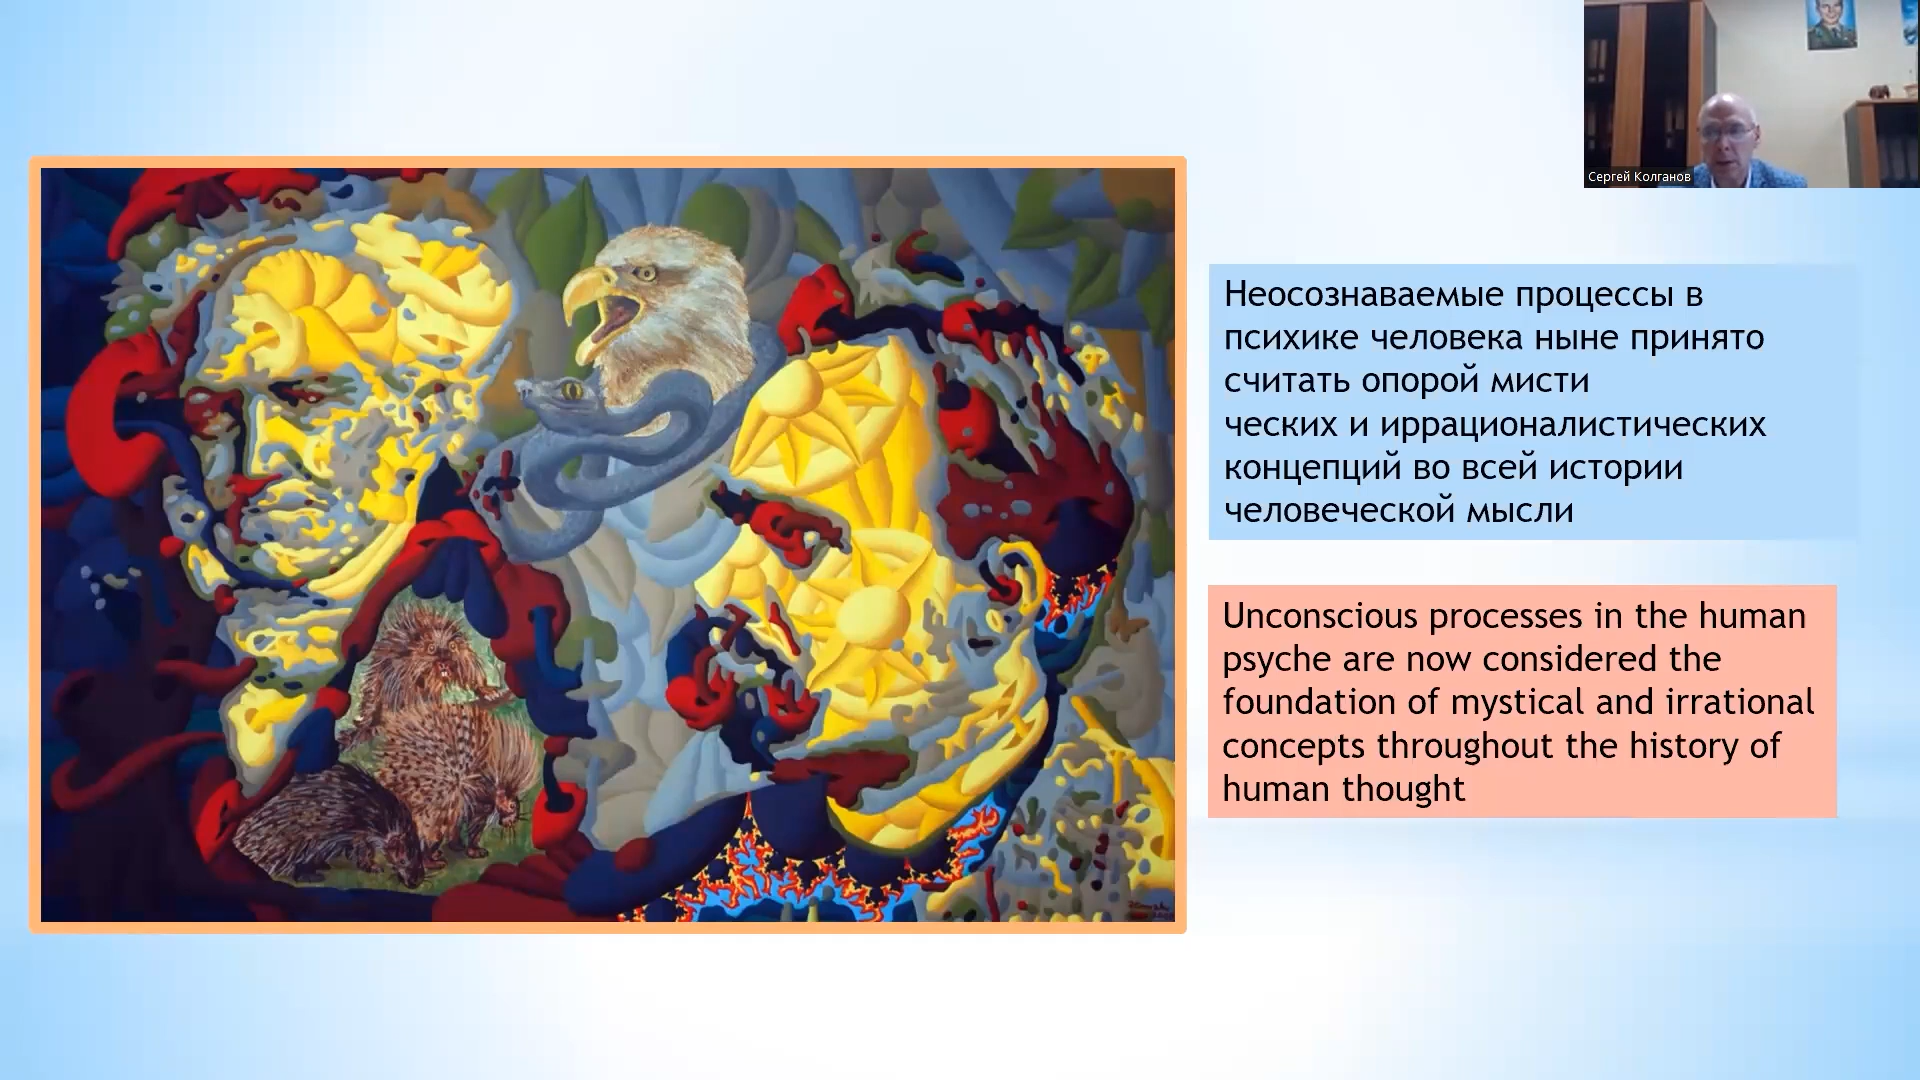 Сергей Колганов
Неосознаваемые процессы в
психике человека ныне принято
считать опорой мисти
ческих и иррационалистических
концепций во всей истории
человеческой мысли
Unconscious processes in the human
psyche are now considered the
foundation of mystical and irrational
concepts throughout the history of
human thought